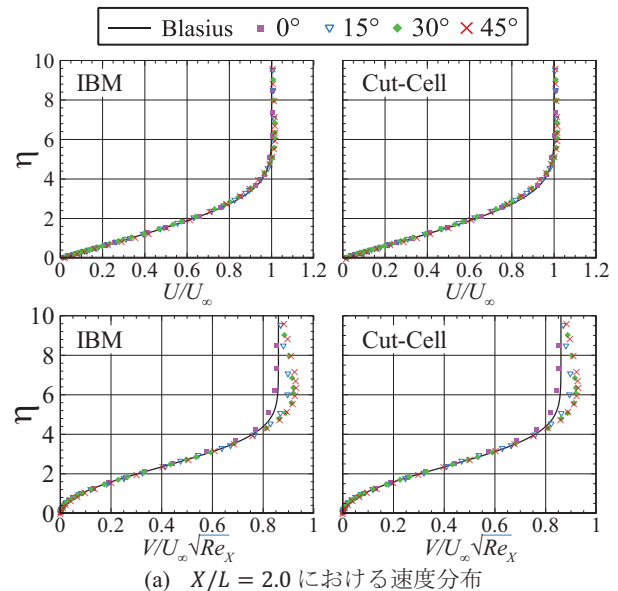 Blasius 0° 15° 30° 45°
IBM Cut-Cell
10
8
6
4
2
0
η
0 0.2 0.4 0.6 0.8 1 1.2 0 0.2 0.4 0.6 0.8 1 1.2
U/U∞ U/U∞
IBM Cut-Cell
10
8
6
4
2
0
η
0 0.2 0.4 0.6 0.8 1 0 0.2 0.4 0.6 0.8 1
V/U∞√Re_X V/U∞√Re_X
(a) X/L = 2.0 における速度分布